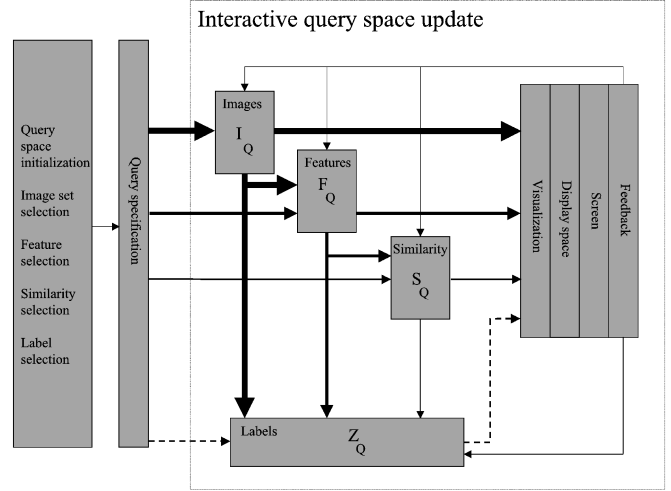 Interactive query space update
Query
space
initialization
Image set
selection
Feature
selection
Similarity
selection
Label
selection
Query specification
Images
I
Q
Features
F
Q
Similarity
S
Q
Labels
Z
Q
Visualization
Display space
Screen
Feedback